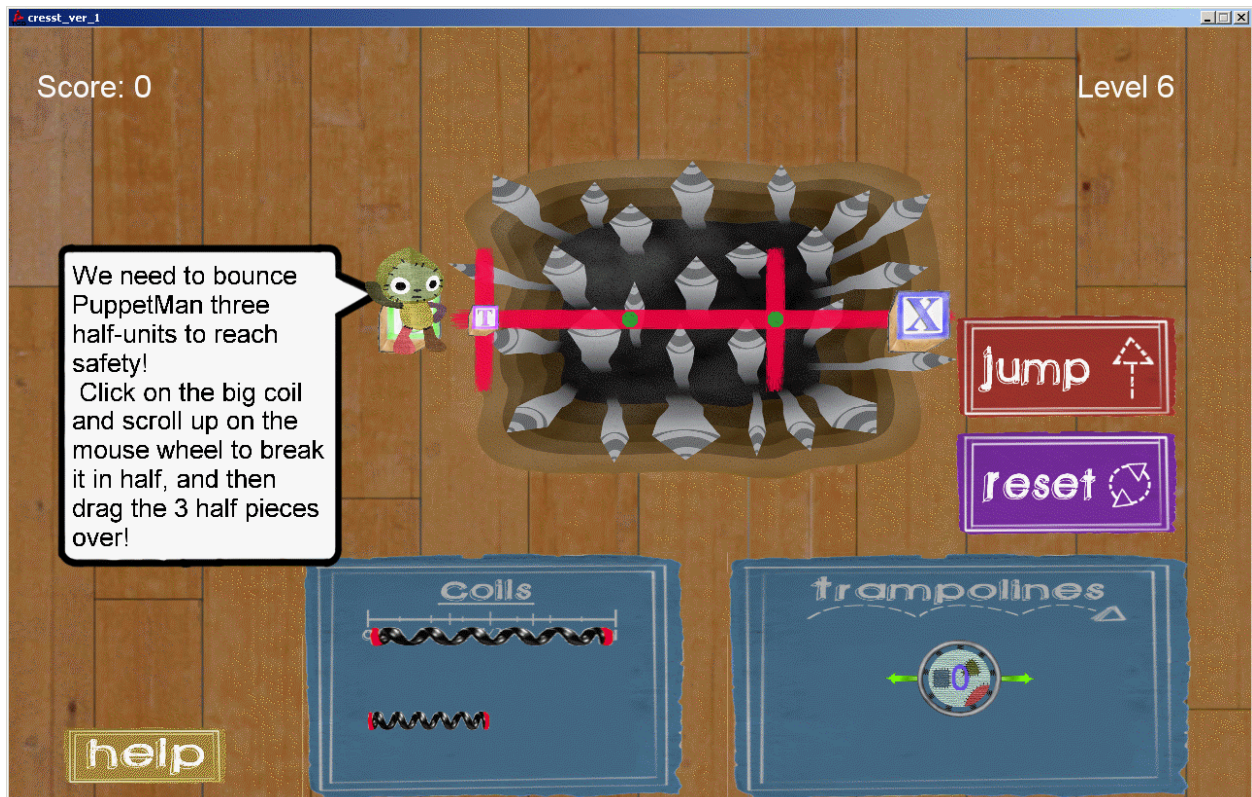 cresst_ver_1
Score: 0
Level 6
We need to bounce
PuppetMan three
half-units to reach
safety!
Click on the big coil
and scroll up on the
mouse wheel to break
it in half, and then
drag the 3 half pieces
over!
T
X
jump
reset
coils
trampolines
0
help